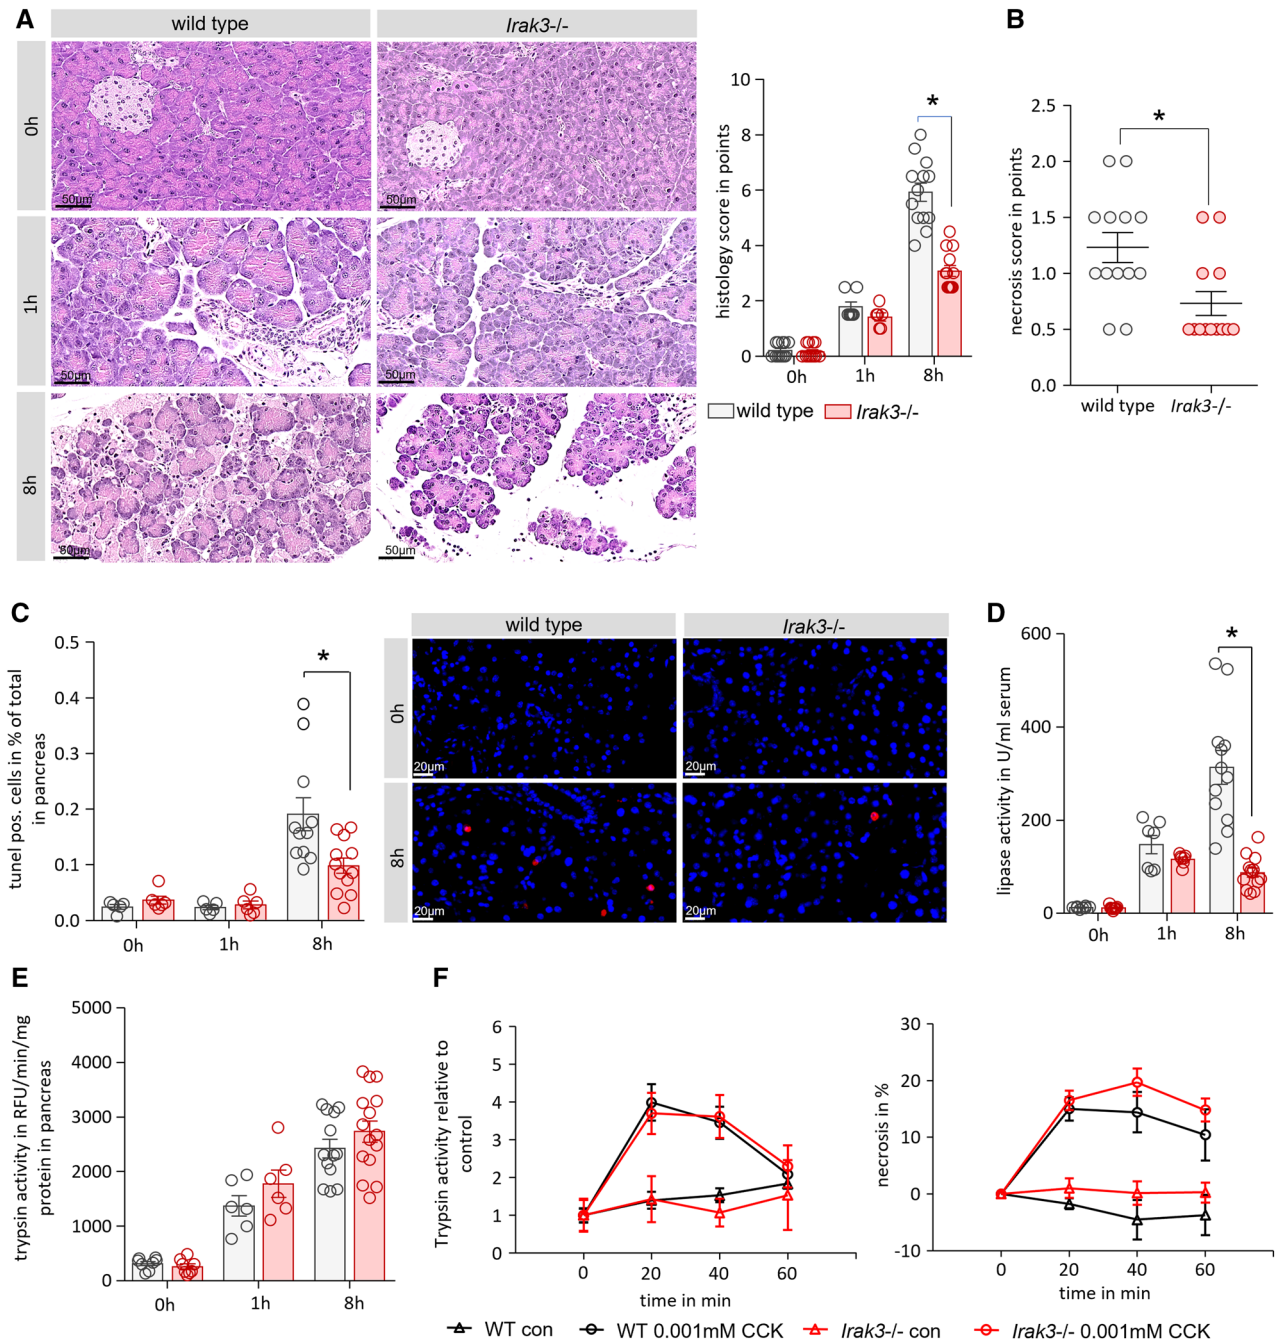 A
wild type
Irak3-/-
0h
50µm
50µm
1h
50µm
50µm
8h
80µm
50µm
histology score in points
10
8
6
4
2
0
*
0h
1h
8h
wild type
Irak3-/-
B
necrosis score in points
2.5
2.0
1.5
1.0
0.5
0.0
*
wild type
Irak3-/-
C
tunel pos. cells in % of total
in pancreas
0.5
0.4
0.3
0.2
0.1
0.0
*
0h
1h
8h
wild type
Irak3-/-
0h
20µm
20µm
8h
20µm
20µm
D
lipase activity in U/ml serum
600
400
200
0
*
0h
1h
8h
E
trypsin activity in RFU/min/mg
protein in pancreas
5000
4000
3000
2000
1000
0
0h
1h
8h
F
Trypsin activity relative to
control
6
5
4
3
2
1
0
0
20
40
60
time in min
necrosis in %
30
20
10
0
-10
0
20
40
60
time in min
WT con
WT 0.001mM CCK
Irak3-/- con
Irak3-/- 0.001mM CCK